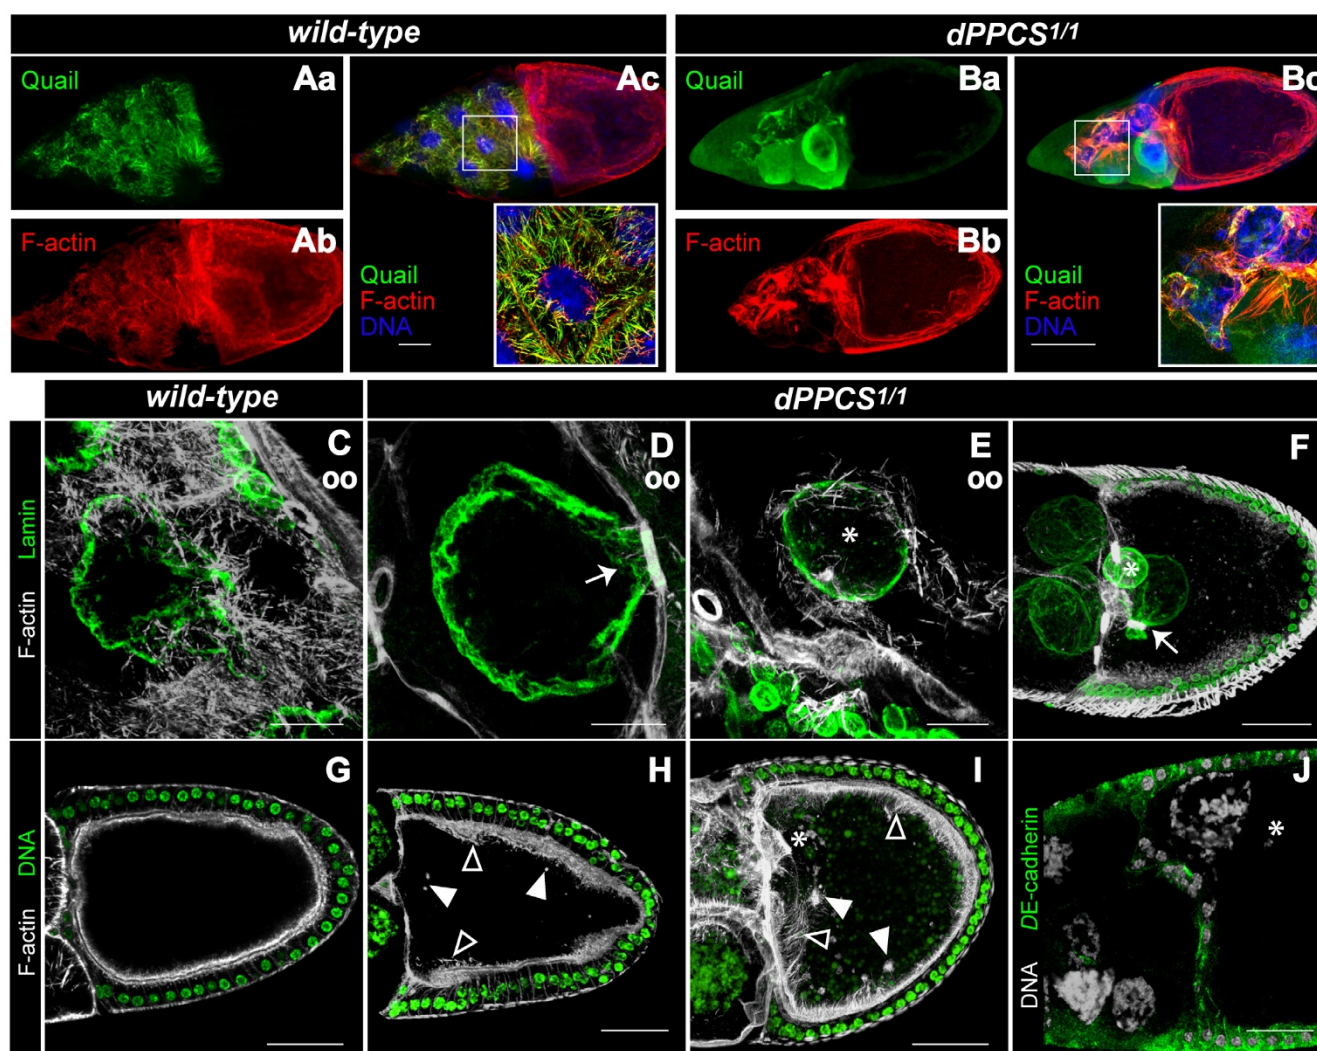 wild-type
dPPCS1/1
Quail
Aa
Ac
Quail
Ba
Bc
F-actin
Ab
Quail
F-actin
DNA
F-actin
Bb
Quail
F-actin
DNA
wild-type
dPPCS1/1
F-actin Lamin
C
oo
D
oo
*
E
oo
*
F
F-actin DNA
G
H
*
I
DNA DE-cadherin
*
J